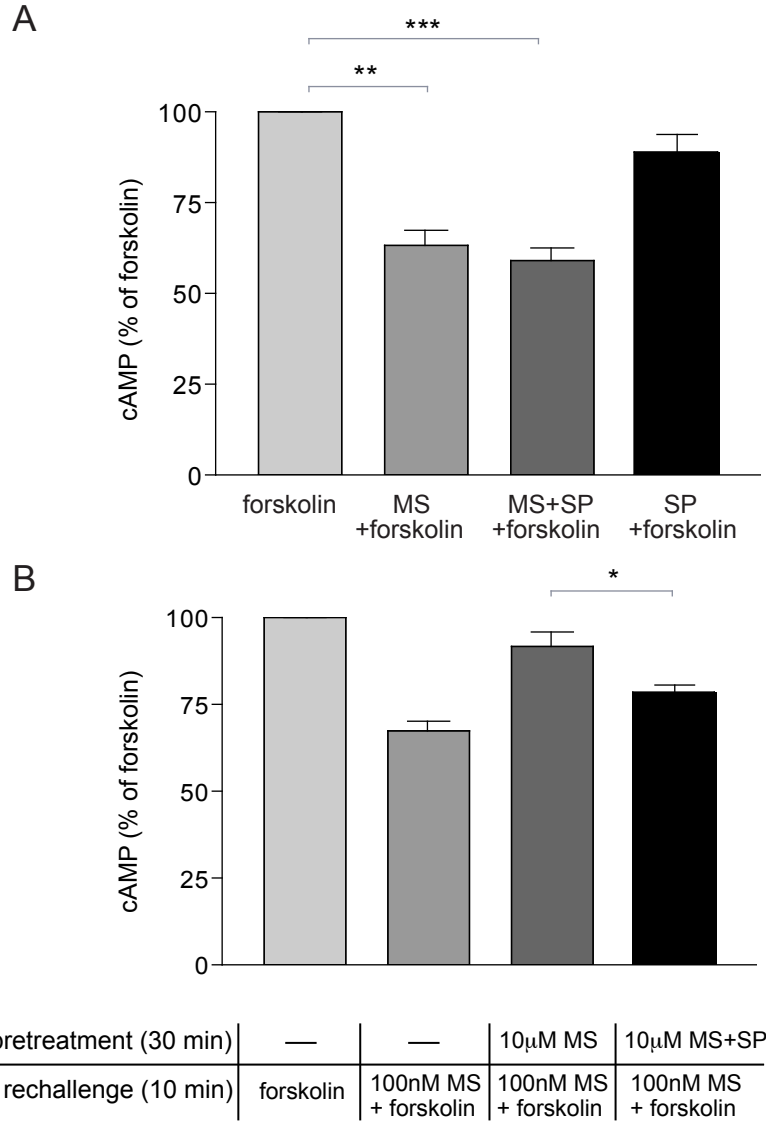 A
***
**
100
75
50
25
0
cAMP (% of forskolin)
forskolin
MS
+forskolin
MS+SP
+forskolin
SP
+forskolin
B
*
100
75
50
25
0
cAMP (% of forskolin)
pretreatment (30 min) — — 10μM MS 10μM MS+SP
rechallenge (10 min) forskolin 100nM MS 100nM MS 100nM MS
+ forskolin + forskolin + forskolin